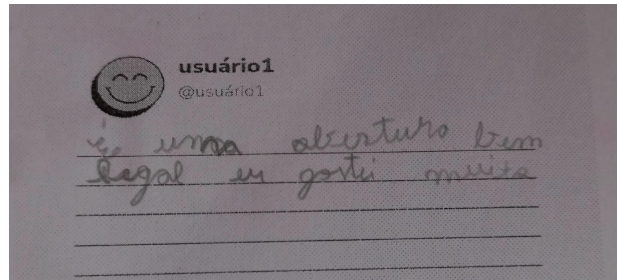 usuário1
@usuário1
é uma abertura bem
legal eu gostei muito